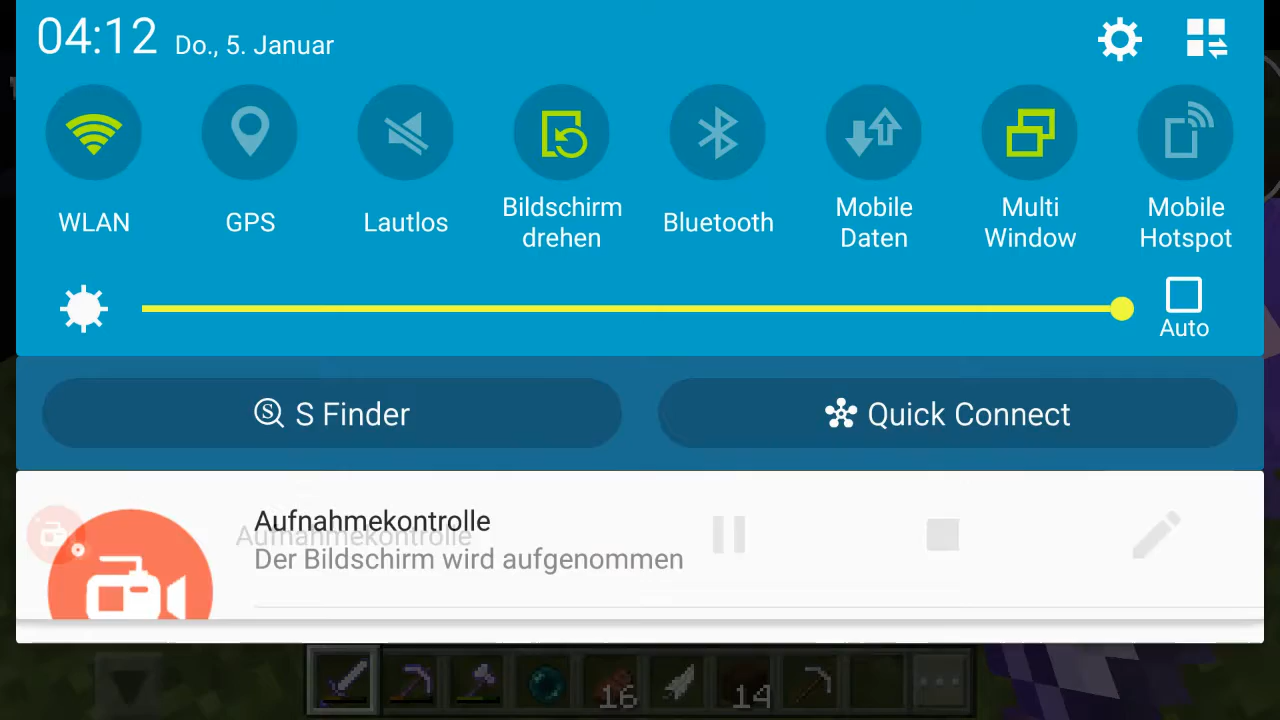 04:12 Do., 5. Januar
WLAN
GPS
Lautlos
Bildschirm
drehen
Bluetooth
Mobile
Daten
Multi
Window
Mobile
Hotspot
Auto
S Finder
Quick Connect
Aufnahmekontrolle
Aufnahmekontrolle
Der Bildschirm wird aufgenommen
16
14